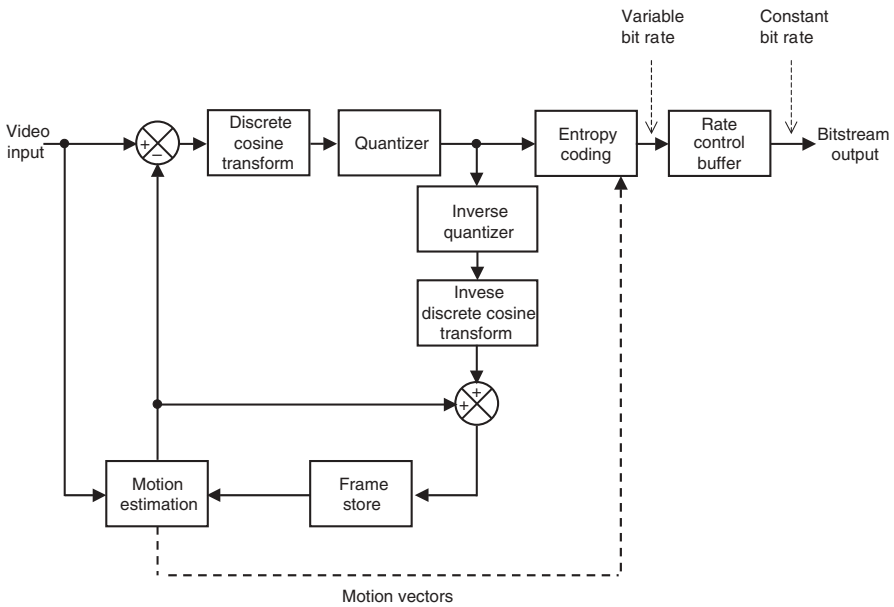 Variable
bit rate
Constant
bit rate
Video
input
+
−
Discrete
cosine
transform
Quantizer
Entropy
coding
Rate
control
buffer
Bitstream
output
Inverse
quantizer
Invese
discrete cosine
transform
+
+
Motion
estimation
Frame
store
Motion vectors